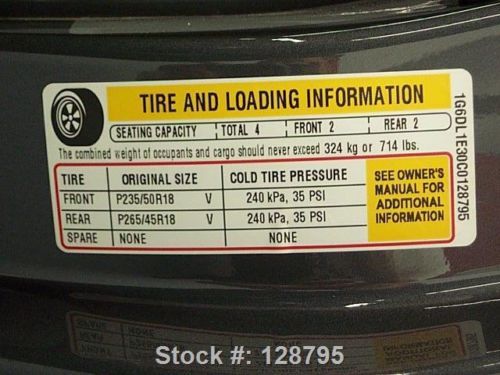 TIRE AND LOADING INFORMATION
SEATING CAPACITY TOTAL 4 FRONT 2 REAR 2
The combined weight of occupants and cargo should never exceed 324 kg or 714 lbs.
TIRE ORIGINAL SIZE COLD TIRE PRESSURE
FRONT P235/50R18 V 240 kPa, 35 PSI
REAR P265/45R18 V 240 kPa, 35 PSI
SPARE NONE NONE
SEE OWNER'S
MANUAL FOR
ADDITIONAL
INFORMATION
1G6DL1E30C0128795
Stock #: 128795